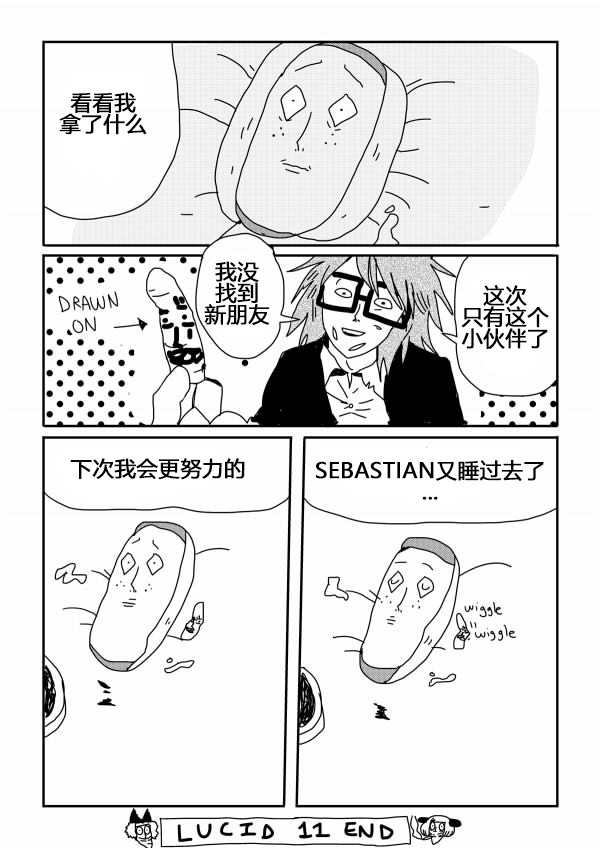 看看我
拿了什么
DRAWN
ON
我没
找到
新朋友
这次
只有这个
小伙伴了
下次我会更努力的
SEBASTIAN又睡过去了
...
wiggle
wiggle
LUCID 11 END